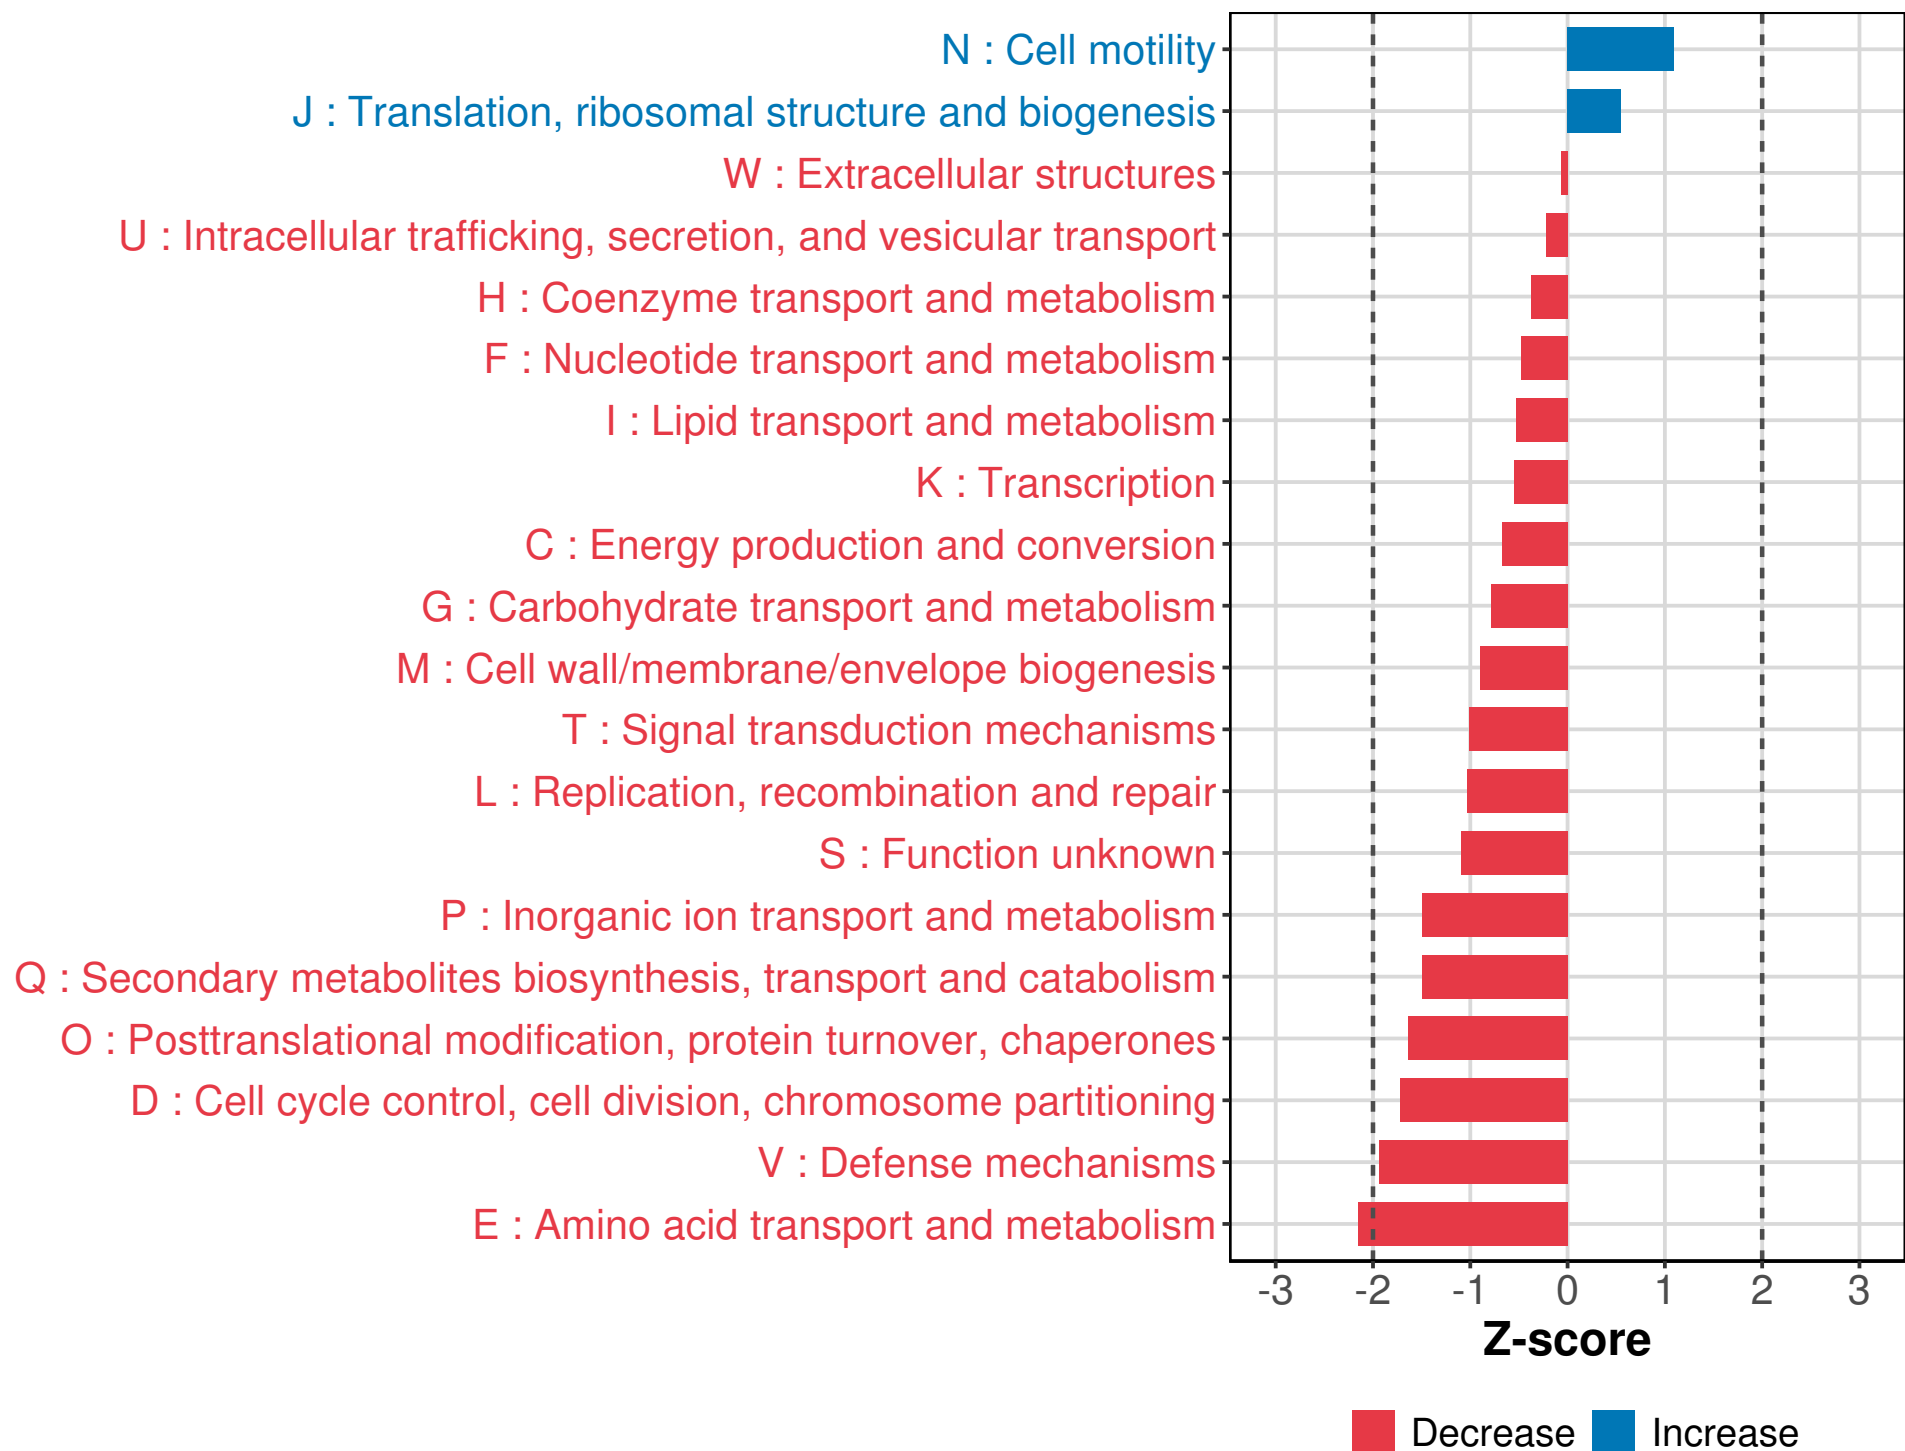 N : Cell motility
J : Translation, ribosomal structure and biogenesis
W : Extracellular structures
U : Intracellular trafficking, secretion, and vesicular transport
H : Coenzyme transport and metabolism
F : Nucleotide transport and metabolism
I : Lipid transport and metabolism
K : Transcription
C : Energy production and conversion
G : Carbohydrate transport and metabolism
M : Cell wall/membrane/envelope biogenesis
T : Signal transduction mechanisms
L : Replication, recombination and repair
S : Function unknown
P : Inorganic ion transport and metabolism
Q : Secondary metabolites biosynthesis, transport and catabolism
O : Posttranslational modification, protein turnover, chaperones
D : Cell cycle control, cell division, chromosome partitioning
V : Defense mechanisms
E : Amino acid transport and metabolism
-3 -2 -1 0 1 2 3
Z-score
Decrease Increase